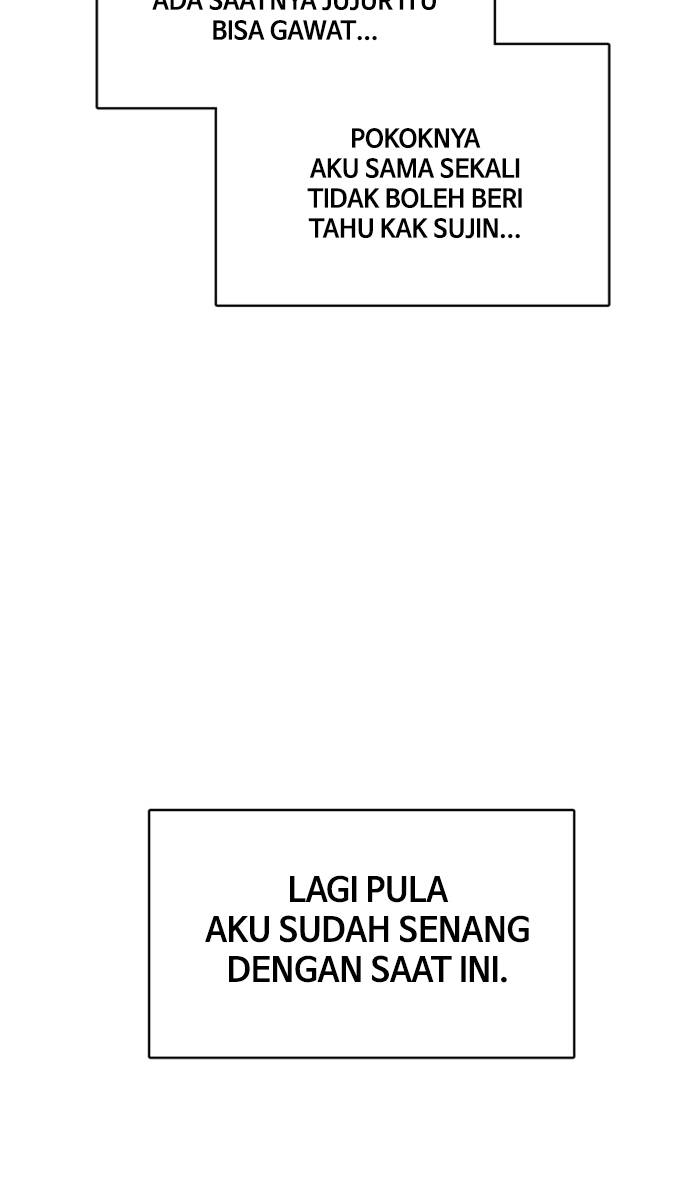 ADA SAATNYA JUJUR ITU
BISA GAWAT...
POKOKNYA
AKU SAMA SEKALI
TIDAK BOLEH BERI
TAHU KAK SUJIN...
LAGI PULA
AKU SUDAH SENANG
DENGAN SAAT INI.